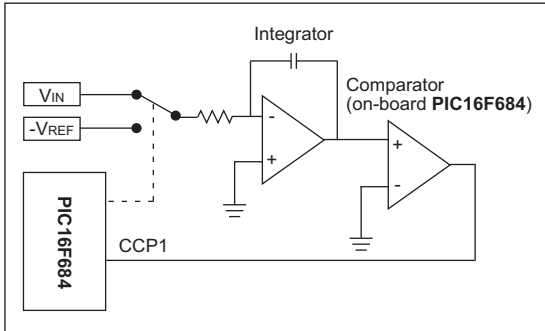 Integrator
Comparator
(on-board PIC16F684)
VIN
-VREF
-
+
+
-
PIC16F684
CCP1